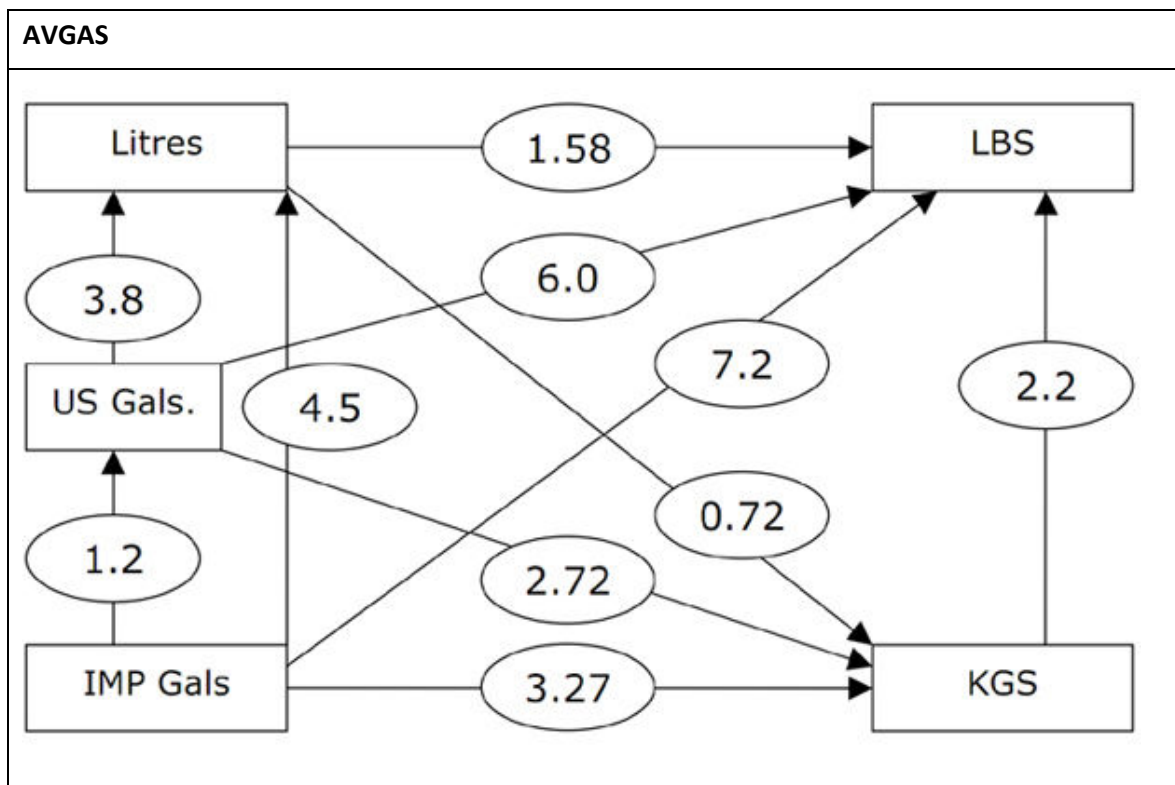 AVGAS
Litres
1.58
LBS
6.0
3.8
7.2
US Gals.
4.5
2.2
0.72
1.2
2.72
IMP Gals
3.27
KGS